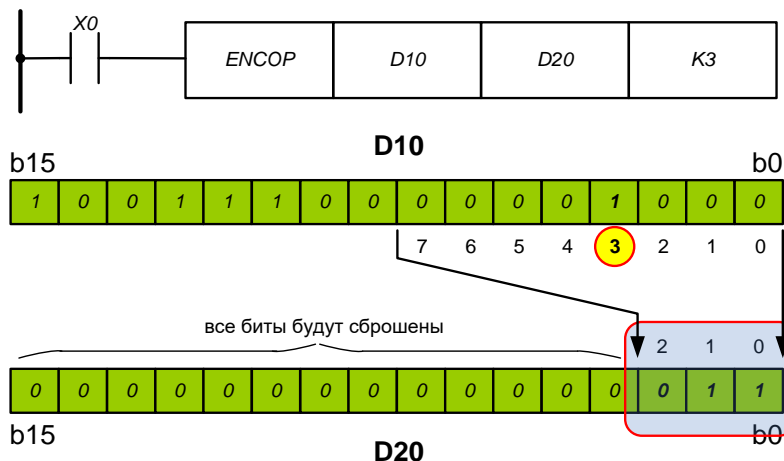 X0
ENCOP D10 D20 K3
D10
b15 b0
1 0 0 1 1 1 0 0 0 0 0 0 1 0 0 0
7 6 5 4 3 2 1 0
все биты будут сброшены
2 1 0
0 0 0 0 0 0 0 0 0 0 0 0 0 0 1 1
b15 b0
D20